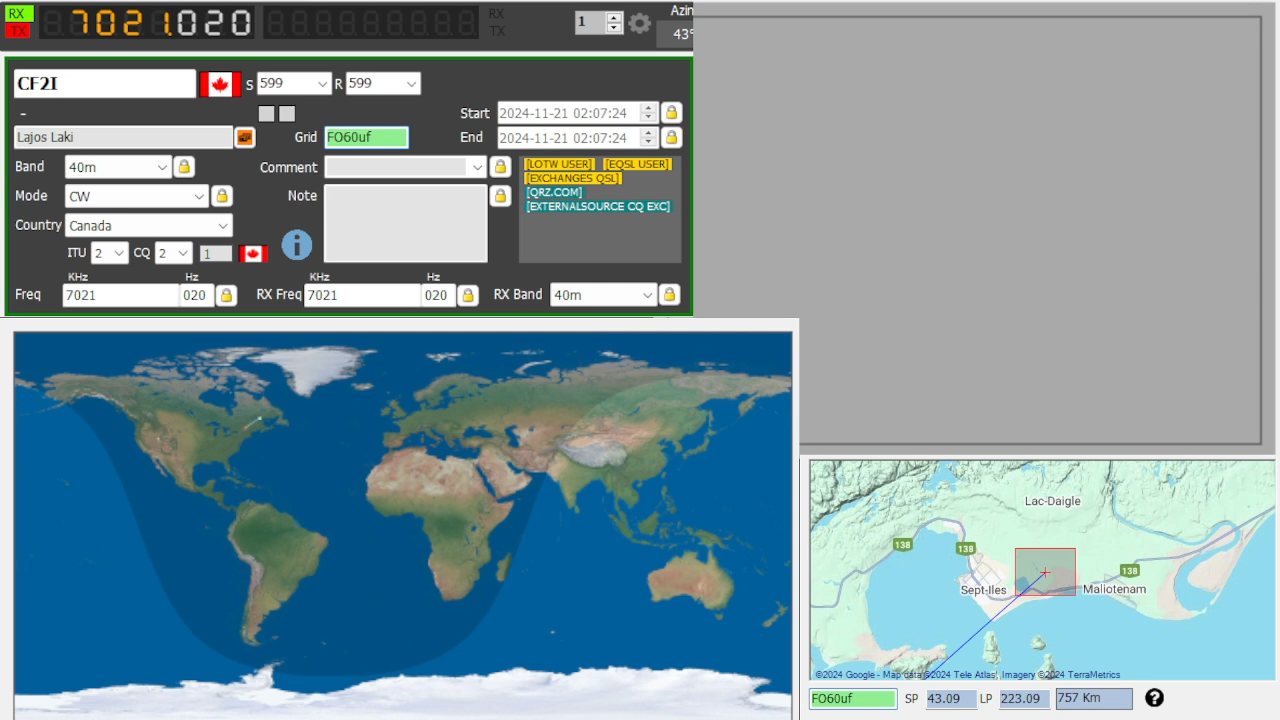 RX
TX
7021.020
RX
TX
1
Azin
43°
CF2I
S 599 R 599
-
Start 2024-11-21 02:07:24
Lajos Laki
Grid FO60uf
End 2024-11-21 02:07:24
Band 40m
Comment
[LOTW USER] [EQSL USER]
[EXCHANGES QSL]
[QRZ.COM]
[EXTERNALSOURCE CQ EXC]
Mode CW
Note
Country Canada
ITU 2 CQ 2 1
KHz Hz KHz Hz
Freq 7021 020 RX Freq 7021 020 RX Band 40m
Lac-Daigle
138
138
138
Sept-Iles
Maliotenam
©2024 Google - Map data ©2024 Tele Atlas, Imagery ©2024 TerraMetrics
FO60uf SP 43.09 LP 223.09 757 Km ?